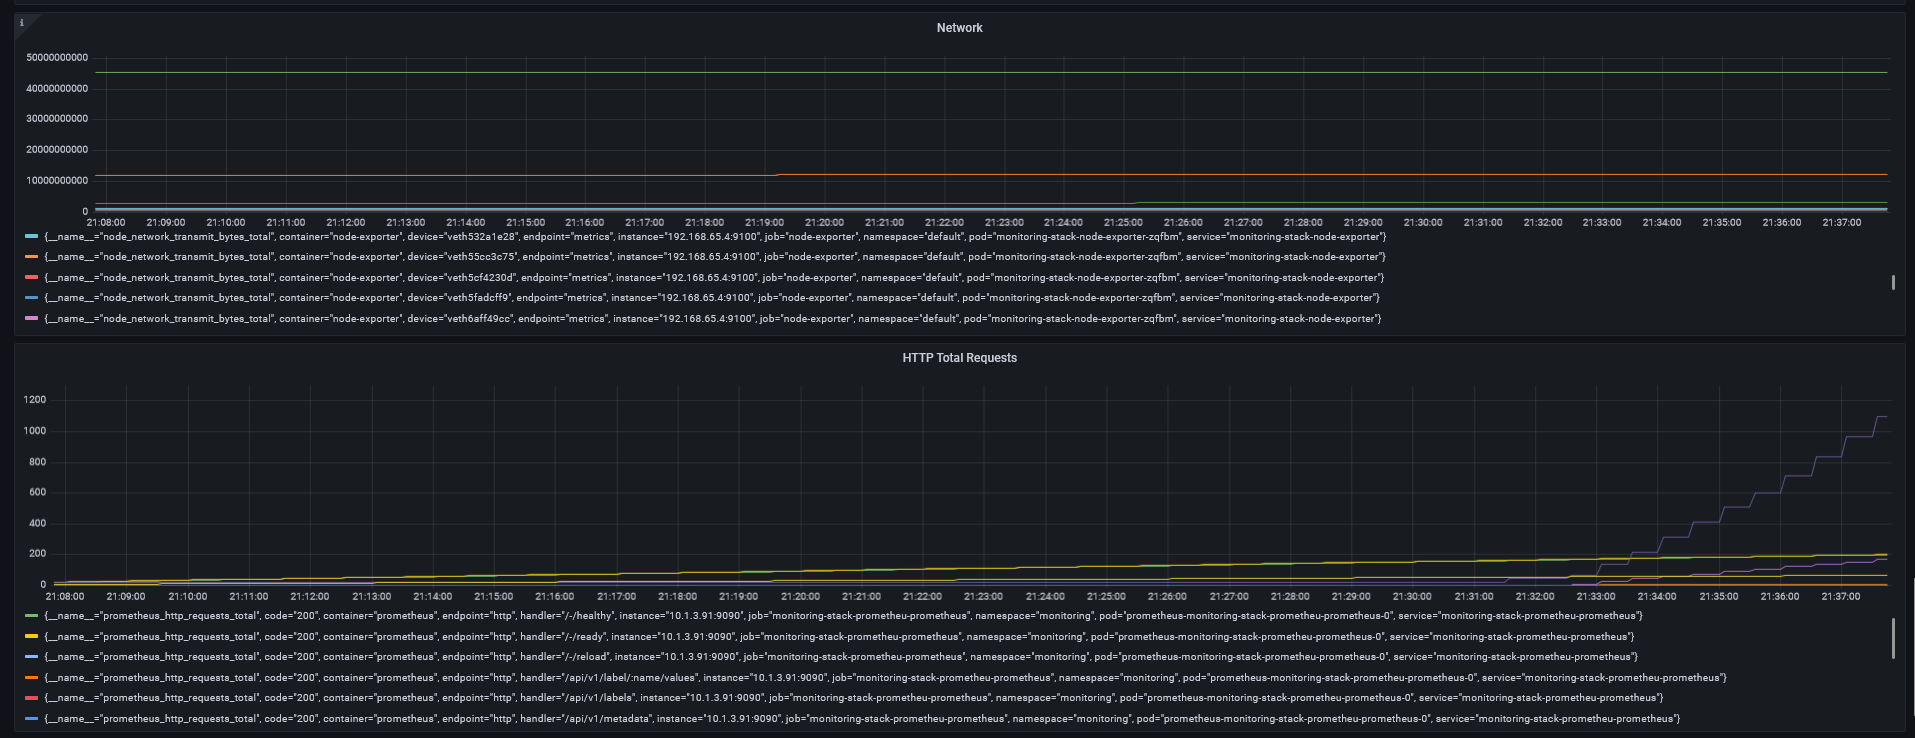 i
Network
50000000000
40000000000
30000000000
20000000000
10000000000
0
21:08:00 21:09:00 21:10:00 21:11:00 21:12:00 21:13:00 21:14:00 21:15:00 21:16:00 21:17:00 21:18:00 21:19:00 21:20:00 21:21:00 21:22:00 21:23:00 21:24:00 21:25:00 21:26:00 21:27:00 21:28:00 21:29:00 21:30:00 21:31:00 21:32:00 21:33:00 21:34:00 21:35:00 21:36:00 21:37:00
{__name__="node_network_transmit_bytes_total", container="node-exporter", device="veth532a1e28", endpoint="metrics", instance="192.168.65.4:9100", job="node-exporter", namespace="default", pod="monitoring-stack-node-exporter-zqfbm", service="monitoring-stack-node-exporter"}
{__name__="node_network_transmit_bytes_total", container="node-exporter", device="veth55cc3c75", endpoint="metrics", instance="192.168.65.4:9100", job="node-exporter", namespace="default", pod="monitoring-stack-node-exporter-zqfbm", service="monitoring-stack-node-exporter"}
{__name__="node_network_transmit_bytes_total", container="node-exporter", device="veth5cf4230d", endpoint="metrics", instance="192.168.65.4:9100", job="node-exporter", namespace="default", pod="monitoring-stack-node-exporter-zqfbm", service="monitoring-stack-node-exporter"}
{__name__="node_network_transmit_bytes_total", container="node-exporter", device="veth5fadcff9", endpoint="metrics", instance="192.168.65.4:9100", job="node-exporter", namespace="default", pod="monitoring-stack-node-exporter-zqfbm", service="monitoring-stack-node-exporter"}
{__name__="node_network_transmit_bytes_total", container="node-exporter", device="veth6aff49cc", endpoint="metrics", instance="192.168.65.4:9100", job="node-exporter", namespace="default", pod="monitoring-stack-node-exporter-zqfbm", service="monitoring-stack-node-exporter"}
HTTP Total Requests
1200
1000
800
600
400
200
0
21:08:00 21:09:00 21:10:00 21:11:00 21:12:00 21:13:00 21:14:00 21:15:00 21:16:00 21:17:00 21:18:00 21:19:00 21:20:00 21:21:00 21:22:00 21:23:00 21:24:00 21:25:00 21:26:00 21:27:00 21:28:00 21:29:00 21:30:00 21:31:00 21:32:00 21:33:00 21:34:00 21:35:00 21:36:00 21:37:00
{__name__="prometheus_http_requests_total", code="200", container="prometheus", endpoint="http", handler="/-/healthy", instance="10.1.3.91:9090", job="monitoring-stack-prometheu-prometheus", namespace="monitoring", pod="prometheus-monitoring-stack-prometheu-prometheus-0", service="monitoring-stack-prometheu-prometheus"}
{__name__="prometheus_http_requests_total", code="200", container="prometheus", endpoint="http", handler="/-/ready", instance="10.1.3.91:9090", job="monitoring-stack-prometheu-prometheus", namespace="monitoring", pod="prometheus-monitoring-stack-prometheu-prometheus-0", service="monitoring-stack-prometheu-prometheus"}
{__name__="prometheus_http_requests_total", code="200", container="prometheus", endpoint="http", handler="/-/reload", instance="10.1.3.91:9090", job="monitoring-stack-prometheu-prometheus", namespace="monitoring", pod="prometheus-monitoring-stack-prometheu-prometheus-0", service="monitoring-stack-prometheu-prometheus"}
{__name__="prometheus_http_requests_total", code="200", container="prometheus", endpoint="http", handler="/api/v1/label/:name/values", instance="10.1.3.91:9090", job="monitoring-stack-prometheu-prometheus", namespace="monitoring", pod="prometheus-monitoring-stack-prometheu-prometheus-0", service="monitoring-stack-prometheu-prometheus"}
{__name__="prometheus_http_requests_total", code="200", container="prometheus", endpoint="http", handler="/api/v1/labels", instance="10.1.3.91:9090", job="monitoring-stack-prometheu-prometheus", namespace="monitoring", pod="prometheus-monitoring-stack-prometheu-prometheus-0", service="monitoring-stack-prometheu-prometheus"}
{__name__="prometheus_http_requests_total", code="200", container="prometheus", endpoint="http", handler="/api/v1/metadata", instance="10.1.3.91:9090", job="monitoring-stack-prometheu-prometheus", namespace="monitoring", pod="prometheus-monitoring-stack-prometheu-prometheus-0", service="monitoring-stack-prometheu-prometheus"}